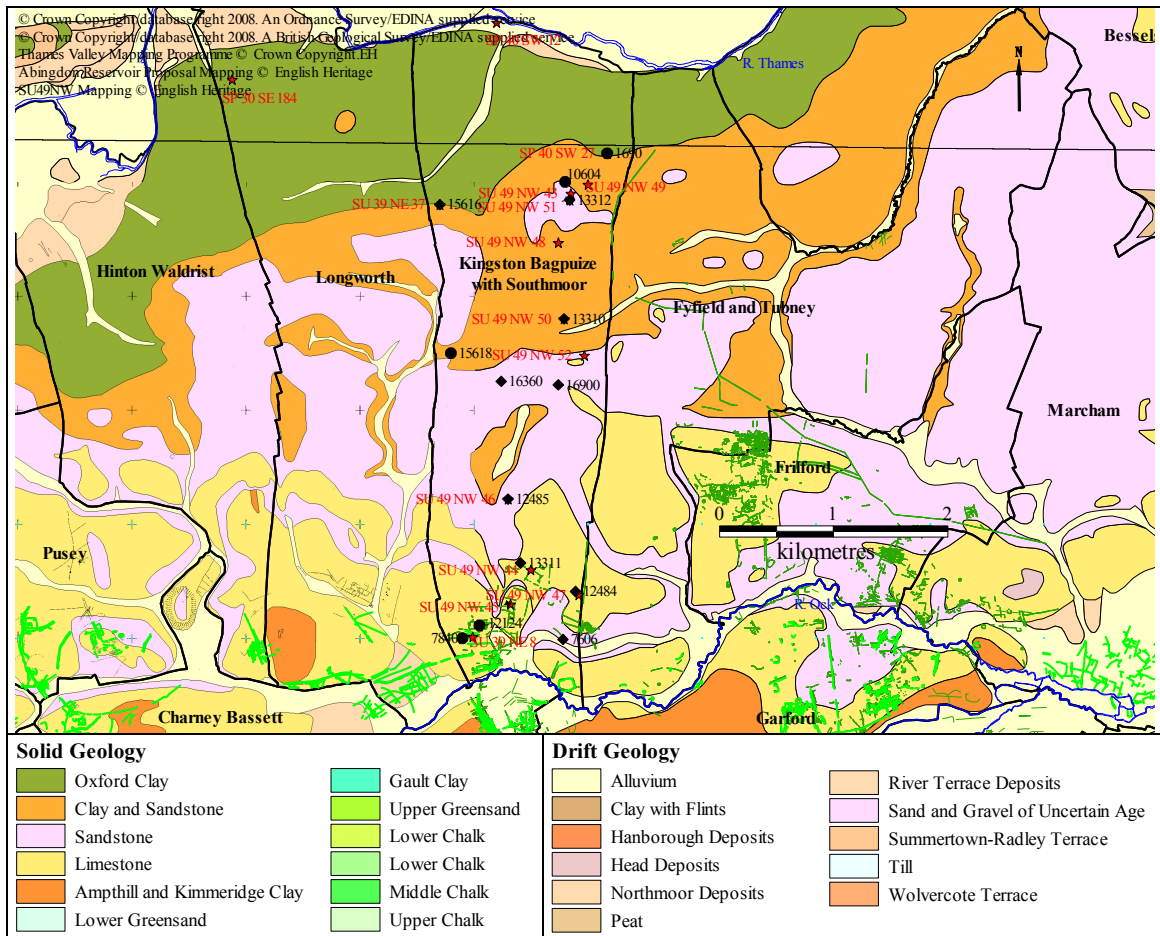 © Crown Copyright/database right 2008. An Ordnance Survey/EDINA supplied service
© Crown Copyright/database right 2008. A British Geological Survey/EDINA supplied service
Thames Valley Mapping Programme © Crown Copyright.EH
Abingdon Reservoir Proposal Mapping © English Heritage
SU49NW Mapping © English Heritage
SP 30 SE 184
R. Thames
Bessels
N
SP 40 SW 27
1690
10604
SU 49 NW 49
SU 49 NW 51
13312
SU 39 NE 37
15616
SU 49 NW 48
Hinton Waldrist
Longworth
Kingston Bagpuize
with Southmoor
Fyfield and Tubney
SU 49 NW 50
13310
15618
SU 49 NW 52
16360
16900
Marcham
Frilford
SU 49 NW 46
12485
0 1 2
kilometres
Pusey
13311
SU 49 NW 44
SU 49 NW 47
12484
R. Ock
12124
7606
Charney Bassett
Garford
Solid Geology
Oxford Clay
Clay and Sandstone
Sandstone
Limestone
Ampthill and Kimmeridge Clay
Lower Greensand
Gault Clay
Upper Greensand
Lower Chalk
Lower Chalk
Middle Chalk
Upper Chalk
Drift Geology
Alluvium
Clay with Flints
Hanborough Deposits
Head Deposits
Northmoor Deposits
Peat
River Terrace Deposits
Sand and Gravel of Uncertain Age
Summertown-Radley Terrace
Till
Wolvercote Terrace